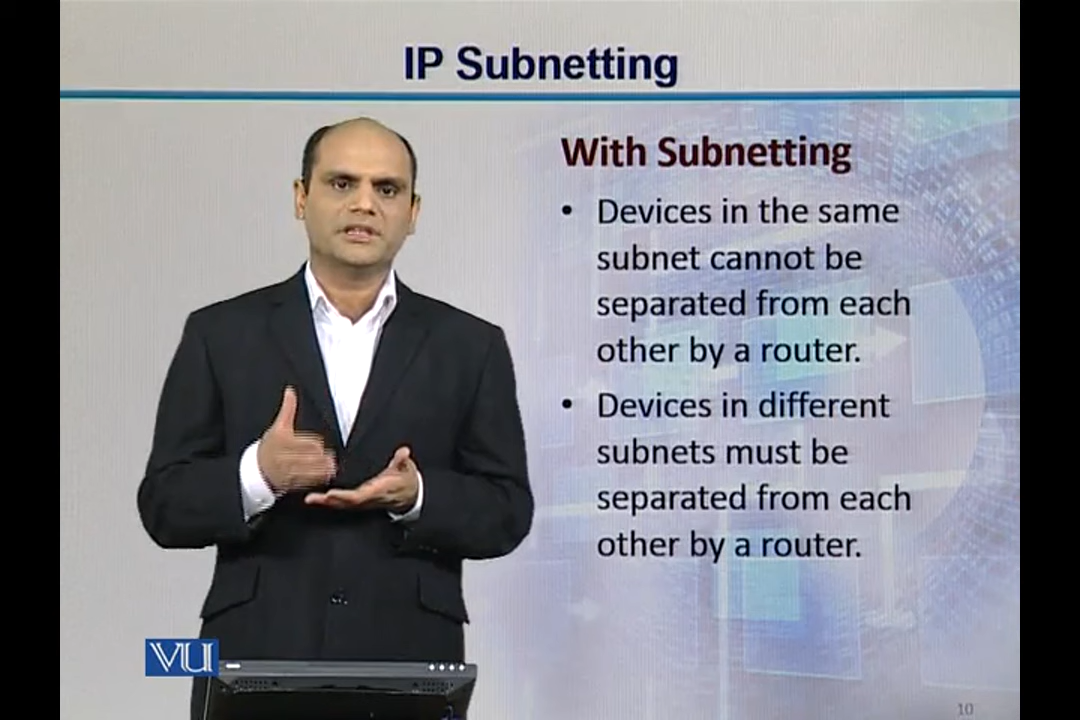 IP Subnetting
With Subnetting
• Devices in the same
subnet cannot be
separated from each
other by a router.
• Devices in different
subnets must be
separated from each
other by a router.
VU
10